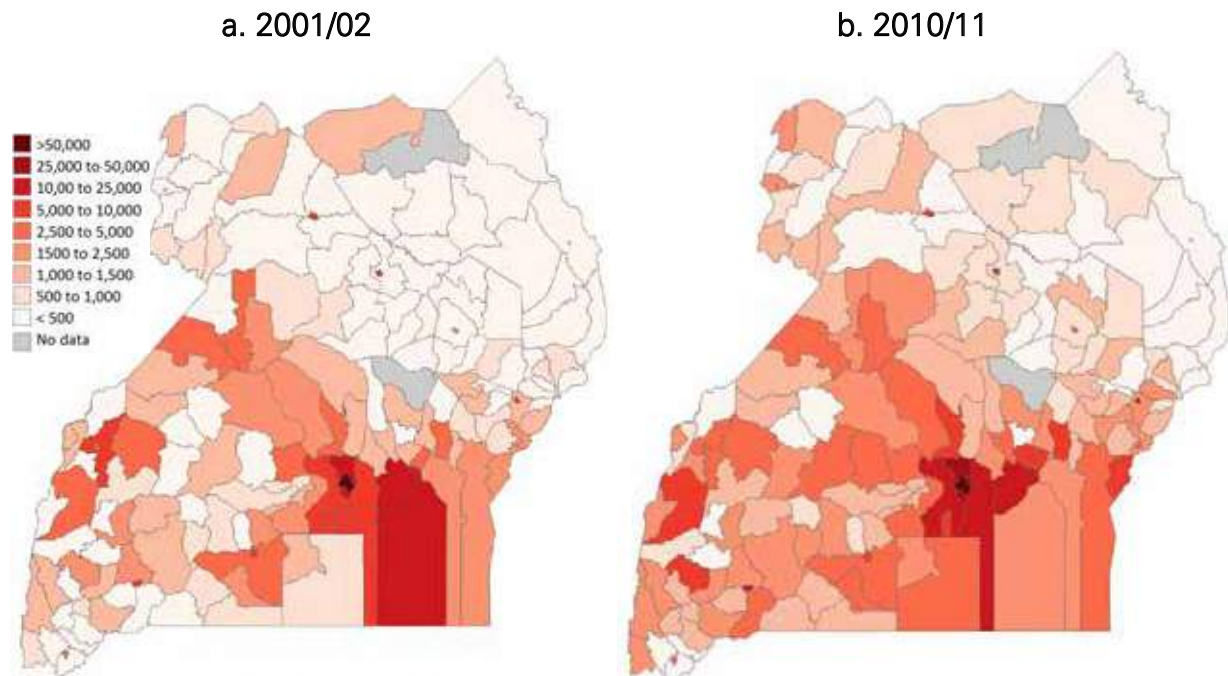 a. 2001/02
b. 2010/11
>50,000
25,000 to 50,000
10,00 to 25,000
5,000 to 10,000
2,500 to 5,000
1500 to 2,500
1,000 to 1,500
500 to 1,000
< 500
No data